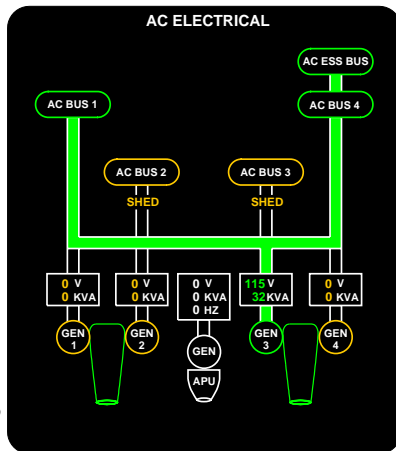 AC ELECTRICAL
AC ESS BUS
AC BUS 1
AC BUS 4
AC BUS 2
AC BUS 3
SHED
SHED
0 V
0 KVA
0 V
0 KVA
0 V
0 KVA
0 HZ
115 V
32 KVA
0 V
0 KVA
GEN
1
GEN
2
GEN
APU
GEN
3
GEN
4